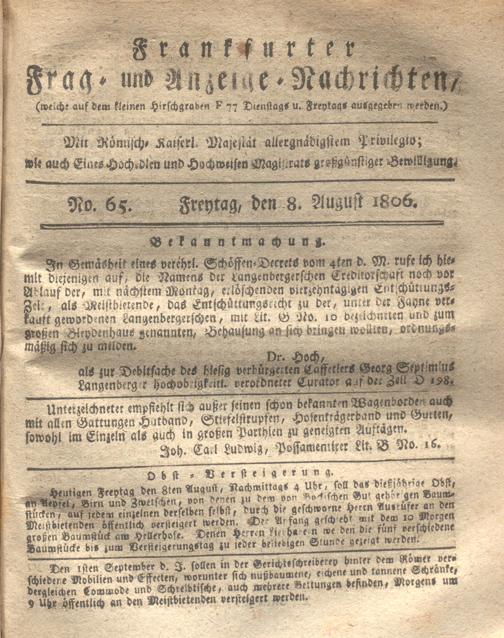 Frankfurter
Frag- und Anzeige-Nachrichten,
(welche auf dem kleinen Hirschgraben F 77 Dienstags u. Freytags ausgegeben werden.)
Mit Römisch- Kaiserl. Majestät allergnädigstem Privilegio;
wie auch Eines Hoch-Edlen und Hochweisen Magistrats großgünstiger Bewilligung.
No. 65. Freytag, den 8. August 1806.
Bekanntmachung.
In Gemäsheit eines verehrl. Schöffen-Decrets vom 4ten d. M. rufe ich hie-
mit diejenigen auf, die Namens der Langenbergerschen Creditorschaft noch vor
Ablauf der, mit nächstem Montag, erlöschenden vierzehntägigen Entschüttungs-
Zeit, als Meistbietende, das Entschüttungsrecht zu der, unter der Fahne ver-
kauft gewordenen Langenbergerschen, mit Lit. G No. 10 bezeichneten und zum
großen Bleydenhaus genannten, Behausung an sich bringen wollten, ordnungs-
mäßig sich zu melden.
Dr. Hoch,
als zur Debitsache des hiesig verbürgerten Caffetiers Georg Septimius
Langenberger hochobrigkeitl. verordneter Curator auf der Zeil D 198.
Unterzeichneter empfiehlt sich außer seinen schon bekannten Wagenborden auch
mit allen Gattungen Hutband, Stiefelstrupfen, Hosenträgerband und Gurten,
sowohl im Einzeln als auch in großen Parthien zu geneigten Aufträgen.
Joh. Carl Ludwig, Possamentirer Lit. B No. 16.
Obst-Versteigerung.
Heutigen Freytag den 8ten August, Nachmittags 4 Uhr, soll das dießjährige Obst,
an Aepfel, Birn und Zwetschen, von denen zu dem von Gut gehörigen Baum-
stücken, auf jedem einzelnen derselben selbst, durch die geschworne Herrn Ausrüfer an den
Meistbietenden öffentlich versteigert werden. Der Anfang geschieht mit dem 10 Morgen
großen Baumstück am Hellerhofe. Denen Herren Liebhabern werden die fünf verschiedene
Baumstücke bis zum Versteigerungstag zu jeder beliebigen Stunde gezeigt werden.
Den 1sten September d. J. sollen in der Gerichtsschreiberey hinter dem Römer ver-
schiedene Mobilien und Effecten, worunter sich nußbaumene, eichene und tannene Schränke,
dergleichen Commode und Schreibtische, auch mehrere Bettungen befinden, Morgens um
9 Uhr öffentlich an den Meistbietenden versteigert werden.